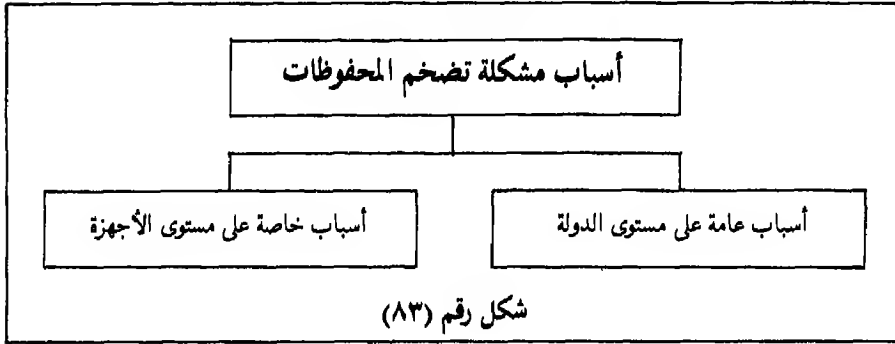 أسباب مشكلة تضخم المحفوظات
أسباب عامة على مستوى الدولة
أسباب خاصة على مستوى الأجهزة
شكل رقم (٨٣)